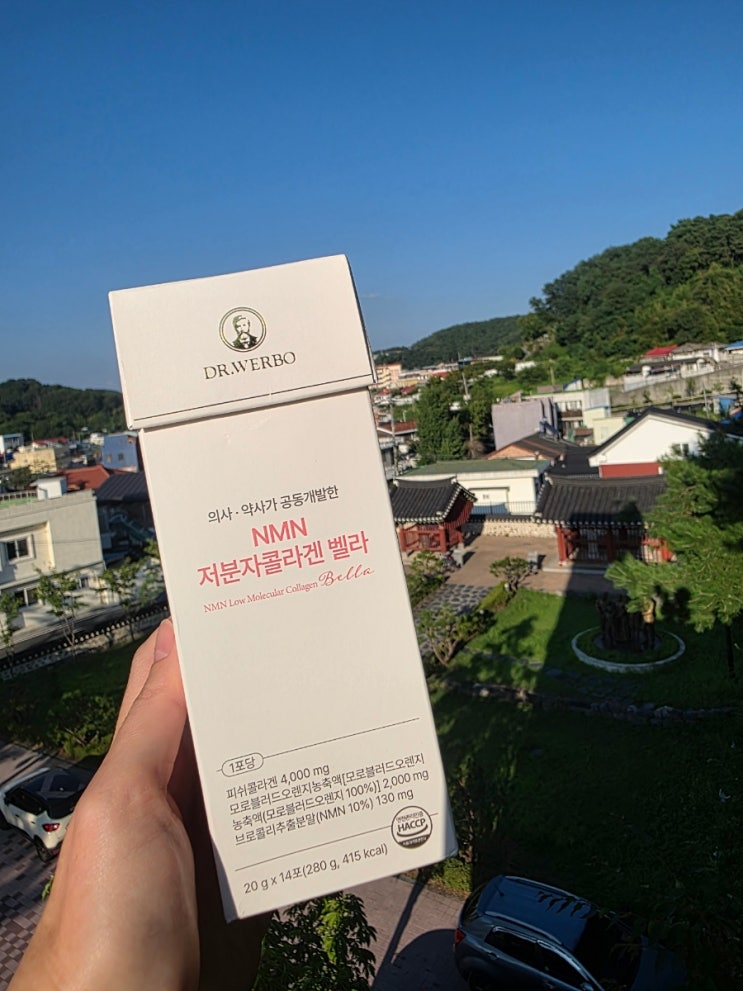 DR.WERBO
의사·약사가 공동개발한
NMN
저분자콜라겐 벨라
NMN Low Molecular Collagen Bella
1포당
피쉬콜라겐 4,000 mg
모로블러드오렌지농축액[모로블러드오렌지
농축액(모로블러드오렌지 100%)] 2,000 mg
브로콜리추출분말(NMN 10%) 130 mg
HACCP
20 g x 14포(280 g, 415 kcal)